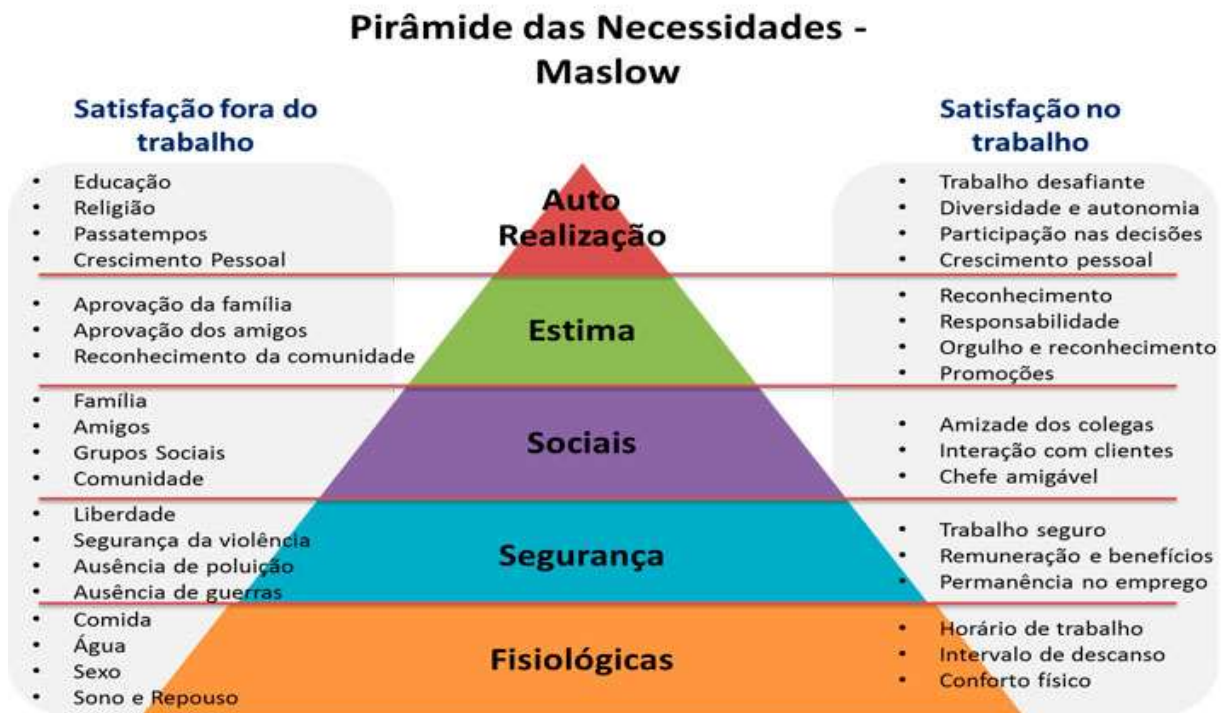 Pirâmide das Necessidades -
Maslow
Satisfação fora do
trabalho
• Educação
• Religião
• Passatempos
• Crescimento Pessoal
• Aprovação da família
• Aprovação dos amigos
• Reconhecimento da comunidade
• Família
• Amigos
• Grupos Sociais
• Comunidade
• Liberdade
• Segurança da violência
• Ausência de poluição
• Ausência de guerras
• Comida
• Água
• Sexo
• Sono e Repouso
Auto
Realização
Estima
Sociais
Segurança
Fisiológicas
Satisfação no
trabalho
• Trabalho desafiante
• Diversidade e autonomia
• Participação nas decisões
• Crescimento pessoal
• Reconhecimento
• Responsabilidade
• Orgulho e reconhecimento
• Promoções
• Amizade dos colegas
• Interação com clientes
• Chefe amigável
• Trabalho seguro
• Remuneração e benefícios
• Permanência no emprego
• Horário de trabalho
• Intervalo de descanso
• Conforto físico